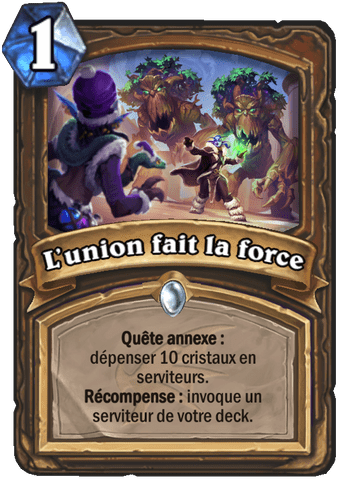 1
L'union fait la force
Quête annexe :
dépenser 10 cristaux en
serviteurs.
Récompense : invoque un
serviteur de votre deck.